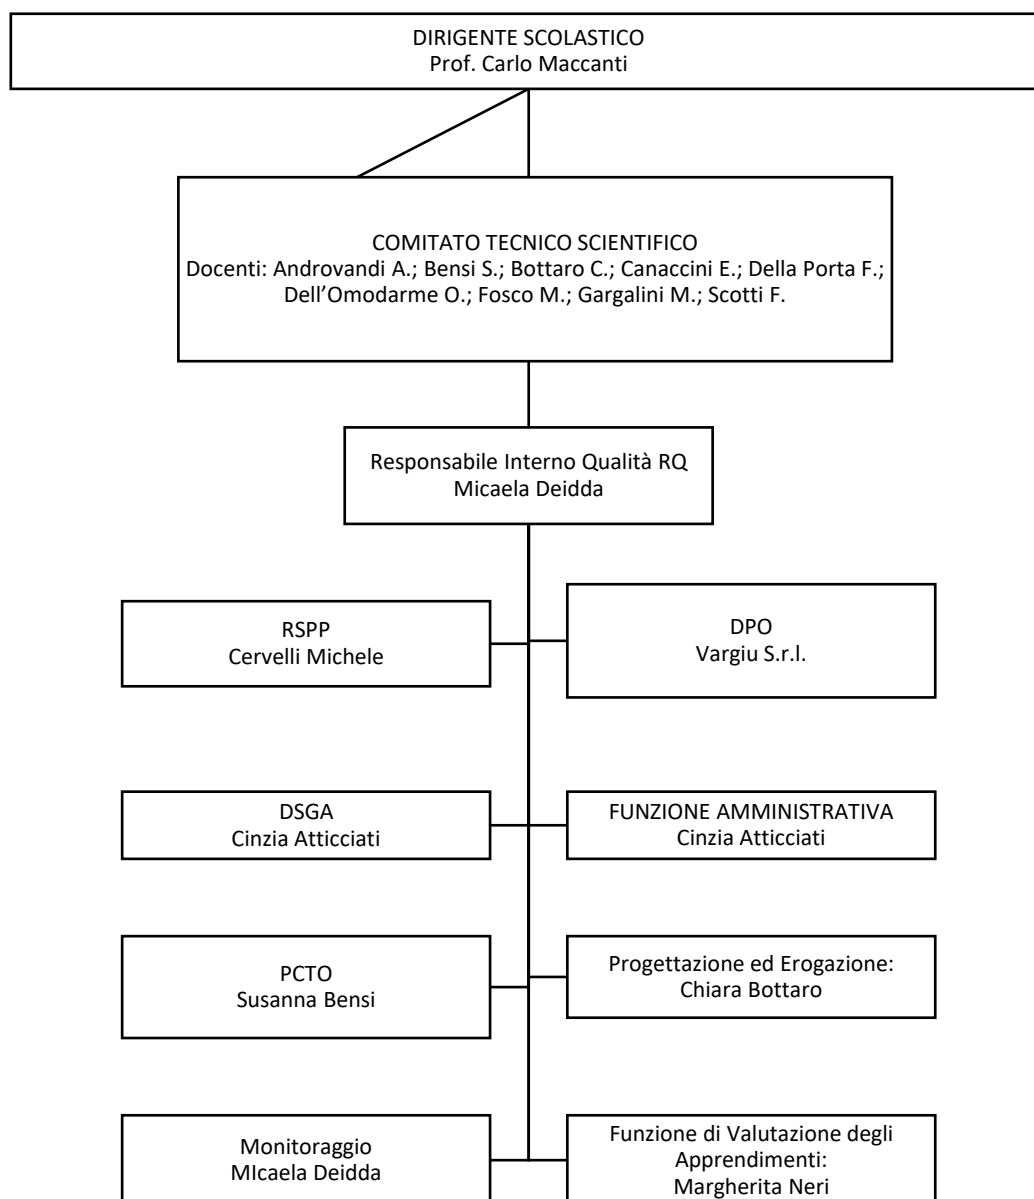 DIRIGENTE SCOLASTICO
Prof. Carlo Maccanti
COMITATO TECNICO SCIENTIFICO
Docenti: Androvandi A.; Bensi S.; Bottaro C.; Canaccini E.; Della Porta F.;
Dell’Omodarme O.; Fosco M.; Gargalini M.; Scotti F.
Responsabile Interno Qualità RQ
Micaela Deidda
RSPP
Cervelli Michele
DPO
Vargiu S.r.l.
DSGA
Cinzia Atticciati
FUNZIONE AMMINISTRATIVA
Cinzia Atticciati
PCTO
Susanna Bensi
Progettazione ed Erogazione:
Chiara Bottaro
Monitoraggio
MIcaela Deidda
Funzione di Valutazione degli
Apprendimenti:
Margherita Neri